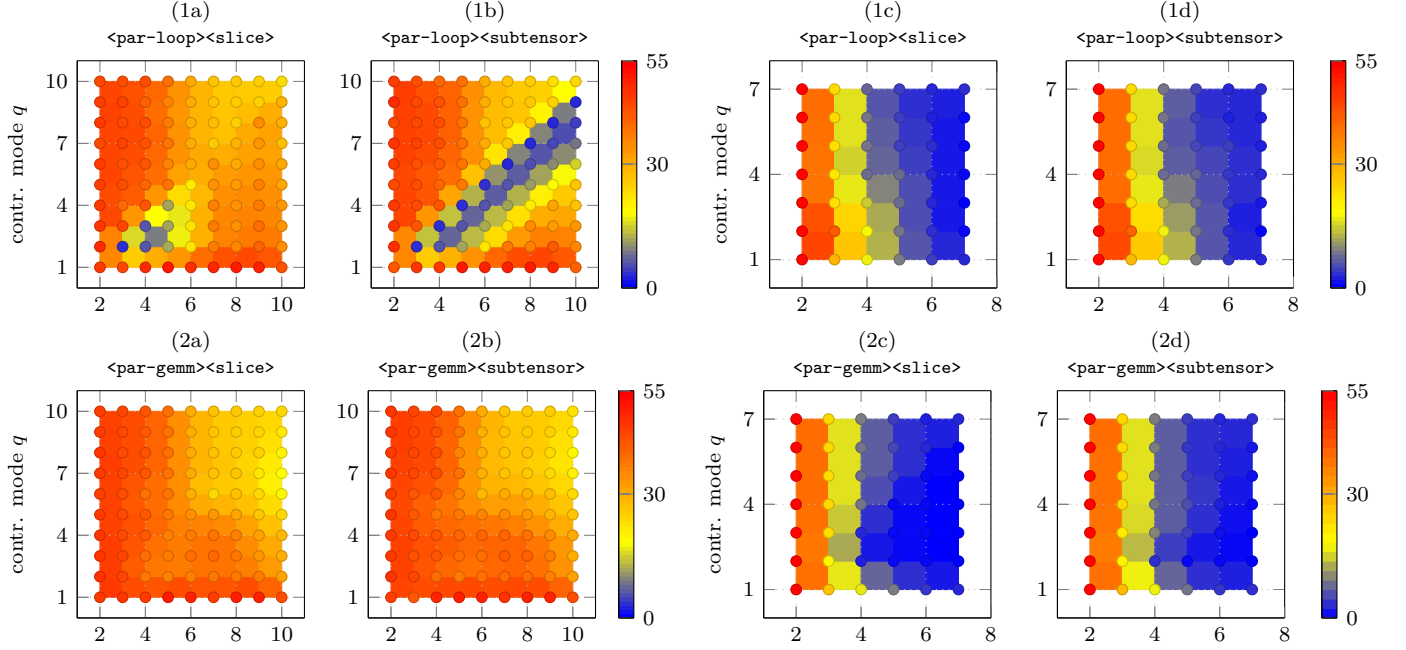 (1a) (1b) (1c) (1d)
<par-loop><slice> <par-loop><subtensor> <par-loop><slice> <par-loop><subtensor>
contr. mode q
10
7
4
1
2 4 6 8 10
10
7
4
1
2 4 6 8 10
55
30
0
contr. mode q
7
4
1
2 4 6 8
7
4
1
2 4 6 8
55
30
0
(2a) (2b) (2c) (2d)
<par-gemm><slice> <par-gemm><subtensor> <par-gemm><slice> <par-gemm><subtensor>
contr. mode q
10
7
4
1
2 4 6 8 10
10
7
4
1
2 4 6 8 10
55
30
0
contr. mode q
7
4
1
2 4 6 8
7
4
1
2 4 6 8
55
30
0